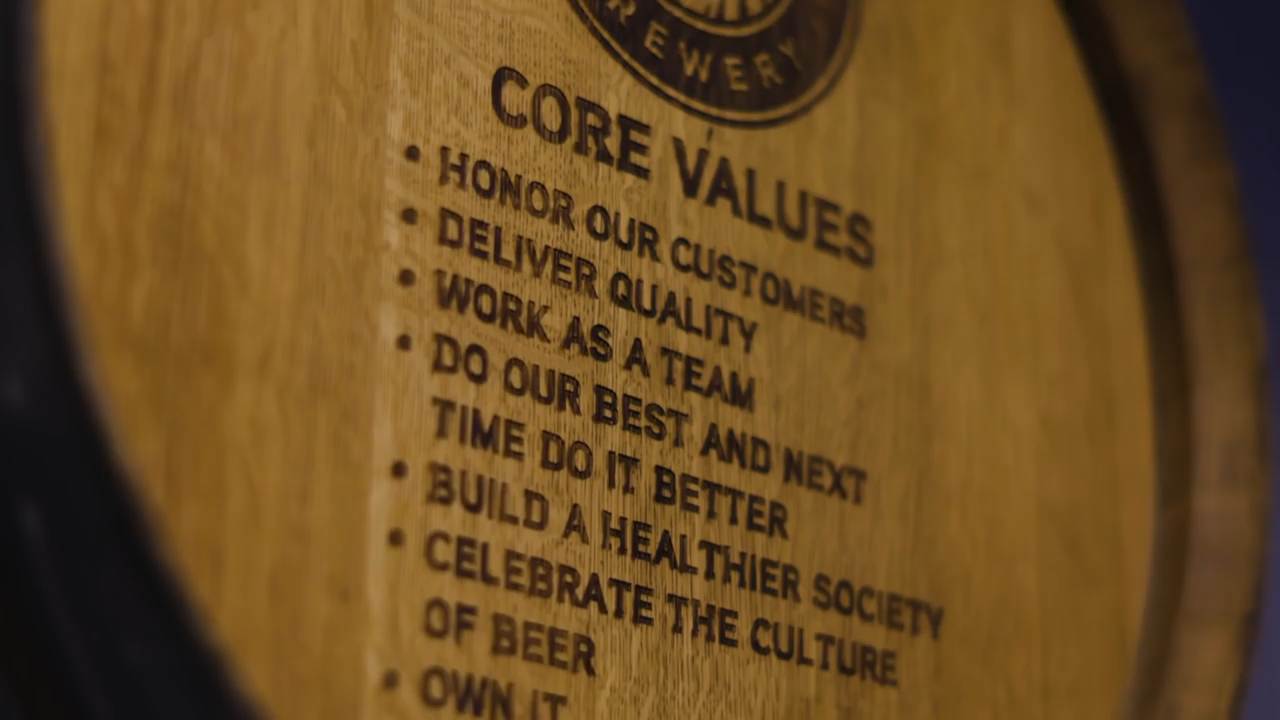 REWERY
CORE VALUES
• HONOR OUR CUSTOMERS
• DELIVER QUALITY
• WORK AS A TEAM
• DO OUR BEST AND NEXT
TIME DO IT BETTER
• BUILD A HEALTHIER SOCIETY
• CELEBRATE THE CULTURE
OF BEER
• OWN IT